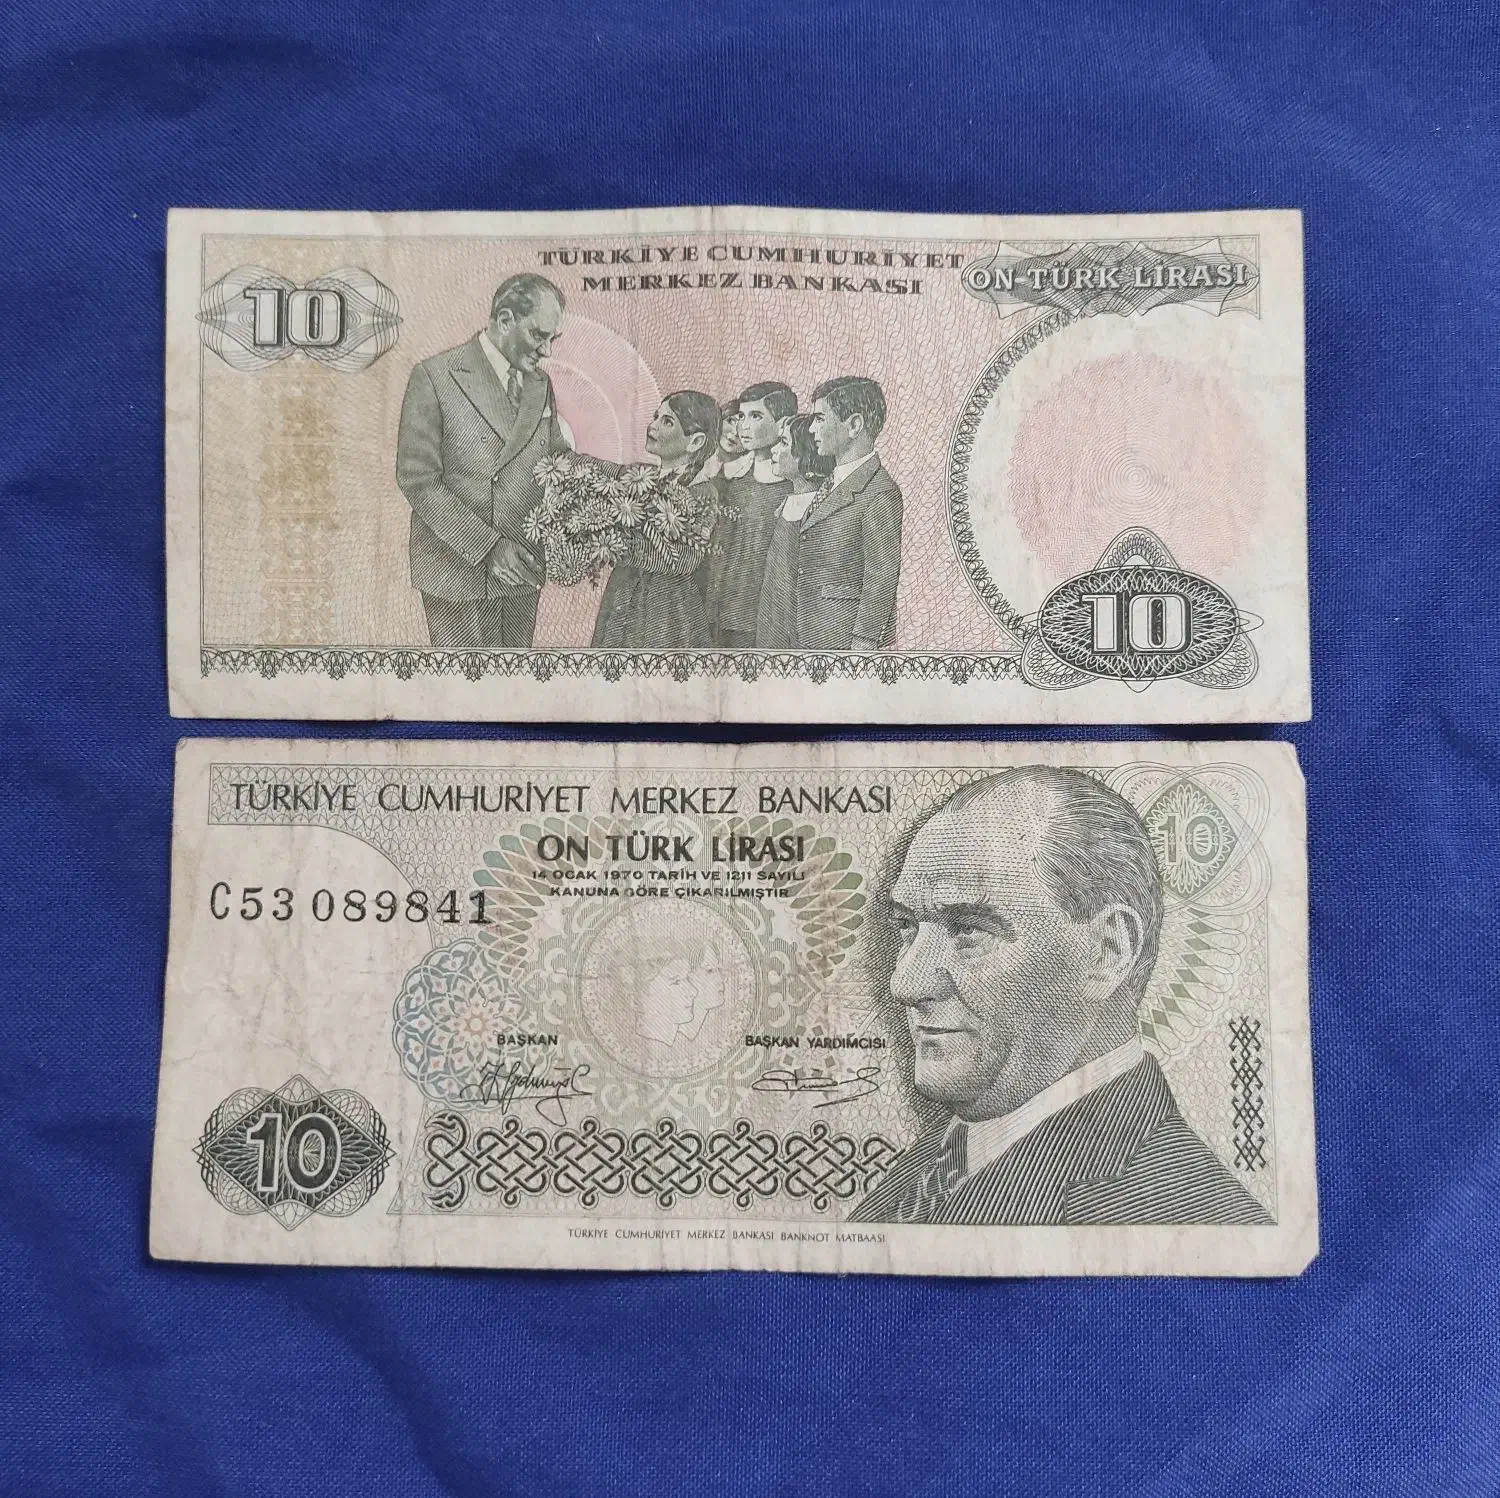 TÜRKİYE CUMHURİYET
MERKEZ BANKASI
ON TÜRK LİRASI
10
10
TÜRKİYE CUMHURİYET MERKEZ BANKASI
ON TÜRK LİRASI
14 OCAK 1970 TARİH VE 1211 SAYILI
KANUNA GÖRE ÇIKARILMIŞTIR
10
C53 089841
BAŞKAN
BAŞKAN YARDIMCISI
10
TÜRKİYE CUMHURİYET MERKEZ BANKASI BANKNOT MATBAASI